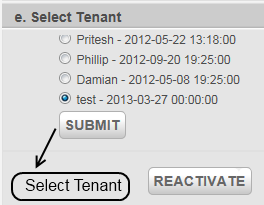 e. Select Tenant
Pritesh - 2012-05-22 13:18:00
Phillip - 2012-09-20 19:25:00
Damian - 2012-05-08 19:25:00
test - 2013-03-27 00:00:00
SUBMIT
Select Tenant
REACTIVATE